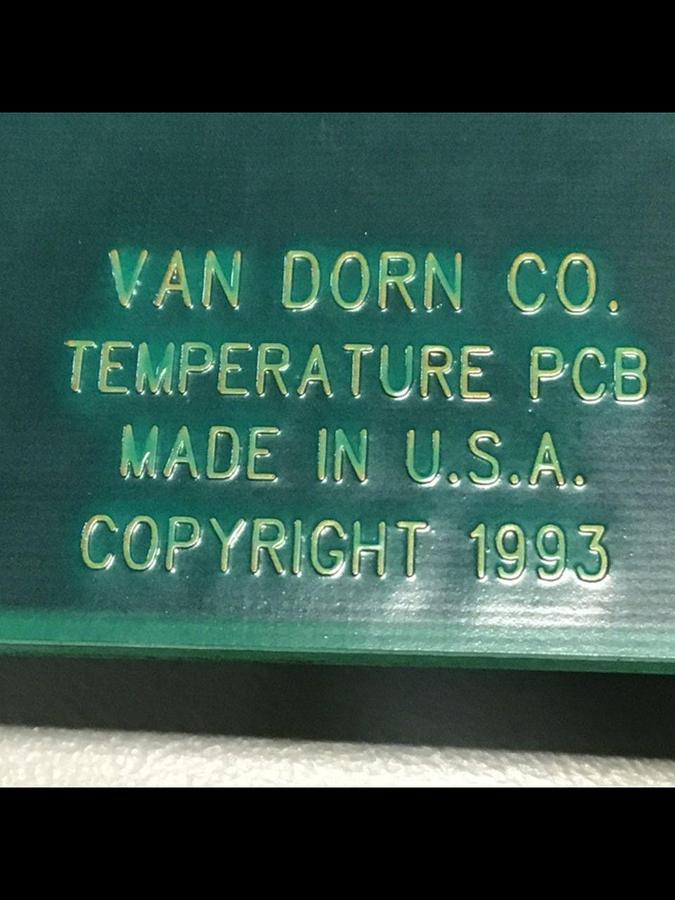 VAN DORN CO.
TEMPERATURE PCB
MADE IN U.S.A.
COPYRIGHT 1993